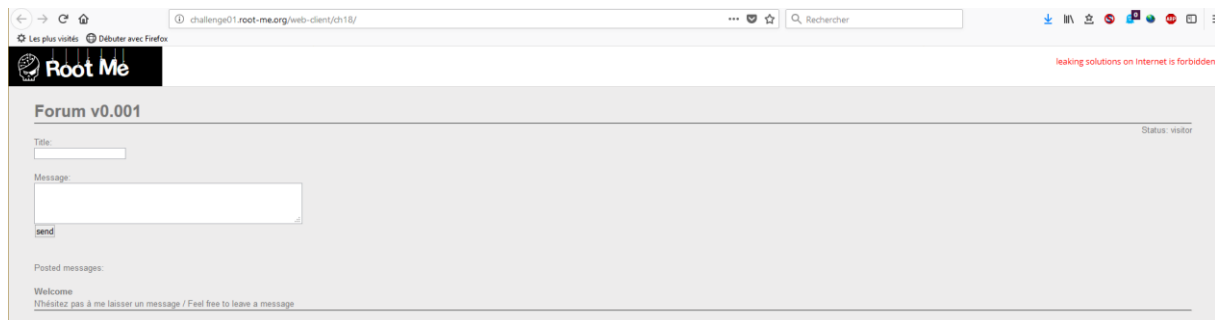 challenge01.root-me.org/web-client/ch18/
Rechercher
Les plus visités Débuter avec Firefox
Root Me
leaking solutions on Internet is forbidden
Forum v0.001
Status: visitor
Title:
Message:
send
Posted messages:
Welcome
N'hésitez pas à me laisser un message / Feel free to leave a message